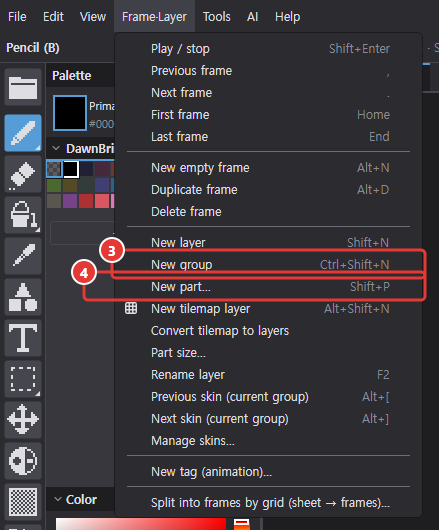 File Edit View Frame·Layer Tools AI Help
Pencil (B)
Palette
Prima
#000
DawnBri
Play / stop Shift+Enter
Previous frame ,
Next frame .
First frame Home
Last frame End
New empty frame Alt+N
Duplicate frame Alt+D
Delete frame
New layer Shift+N
3
New group Ctrl+Shift+N
4
New part... Shift+P
New tilemap layer Alt+Shift+N
Convert tilemap to layers
Part size...
Rename layer F2
Previous skin (current group) Alt+[
Next skin (current group) Alt+]
Manage skins...
New tag (animation)...
Color
Split into frames by grid (sheet → frames)...